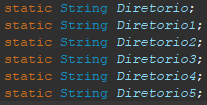 static String Diretorio;
static String Diretorio1;
static String Diretorio2;
static String Diretorio3;
static String Diretorio4;
static String Diretorio5;